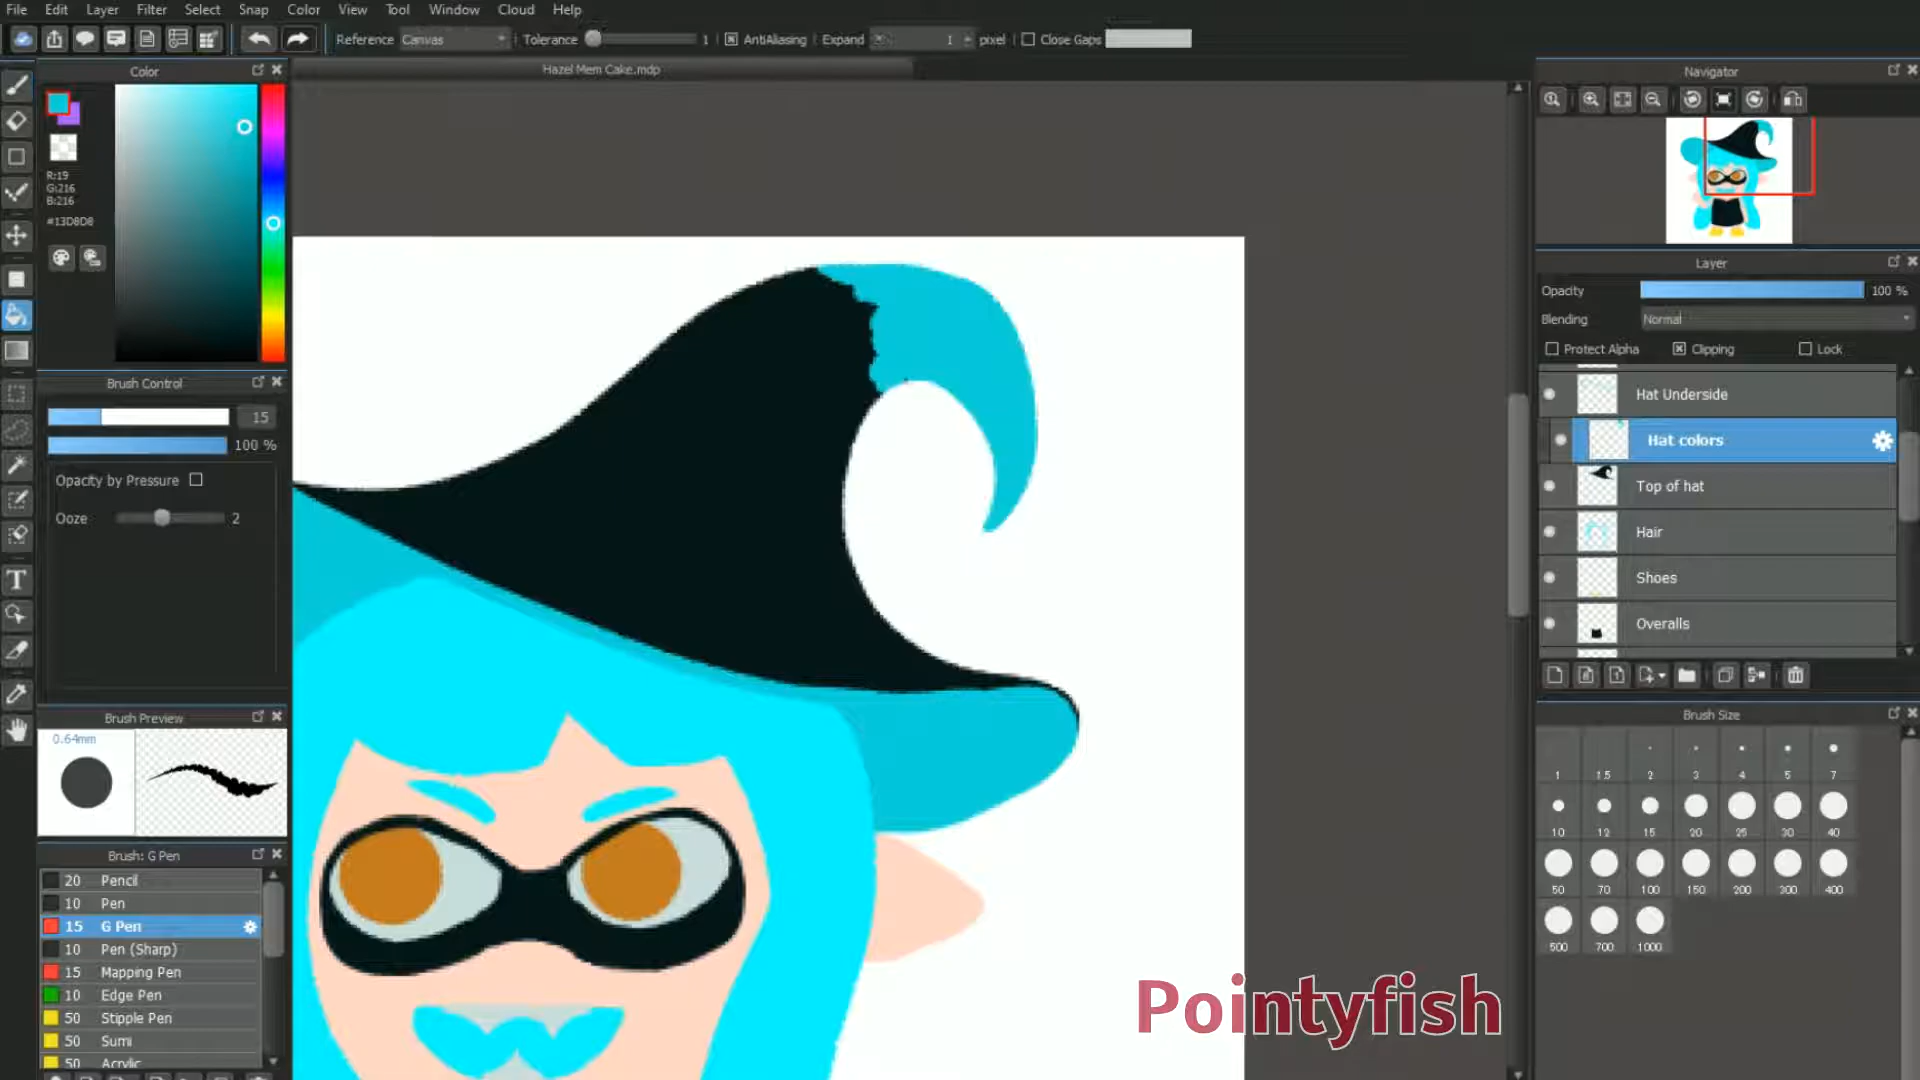 File Edit Layer Filter Select Snap Color View Tool Window Cloud Help
Reference Canvas Tolerance 1 AntiAliasing Expand 1 pixel Close Gaps
Hazel Mem Cake.mdp
Color
R:19
G:216
B:216
#13D8D8
Brush Control
15
100 %
Opacity by Pressure
Ooze 2
Brush Preview
0.64mm
Brush: G Pen
20 Pencil
10 Pen
15 G Pen
10 Pen (Sharp)
15 Mapping Pen
10 Edge Pen
50 Stipple Pen
50 Sumi
50 Acrylic
Navigator
Layer
Opacity 100 %
Blending Normal
Protect Alpha Clipping Lock
Hat Underside
Hat colors
Top of hat
Hair
Shoes
Overalls
Brush Size
1 1.5 2 3 4 5 7
10 12 15 20 25 30 40
50 70 100 150 200 300 400
500 700 1000
Pointyfish